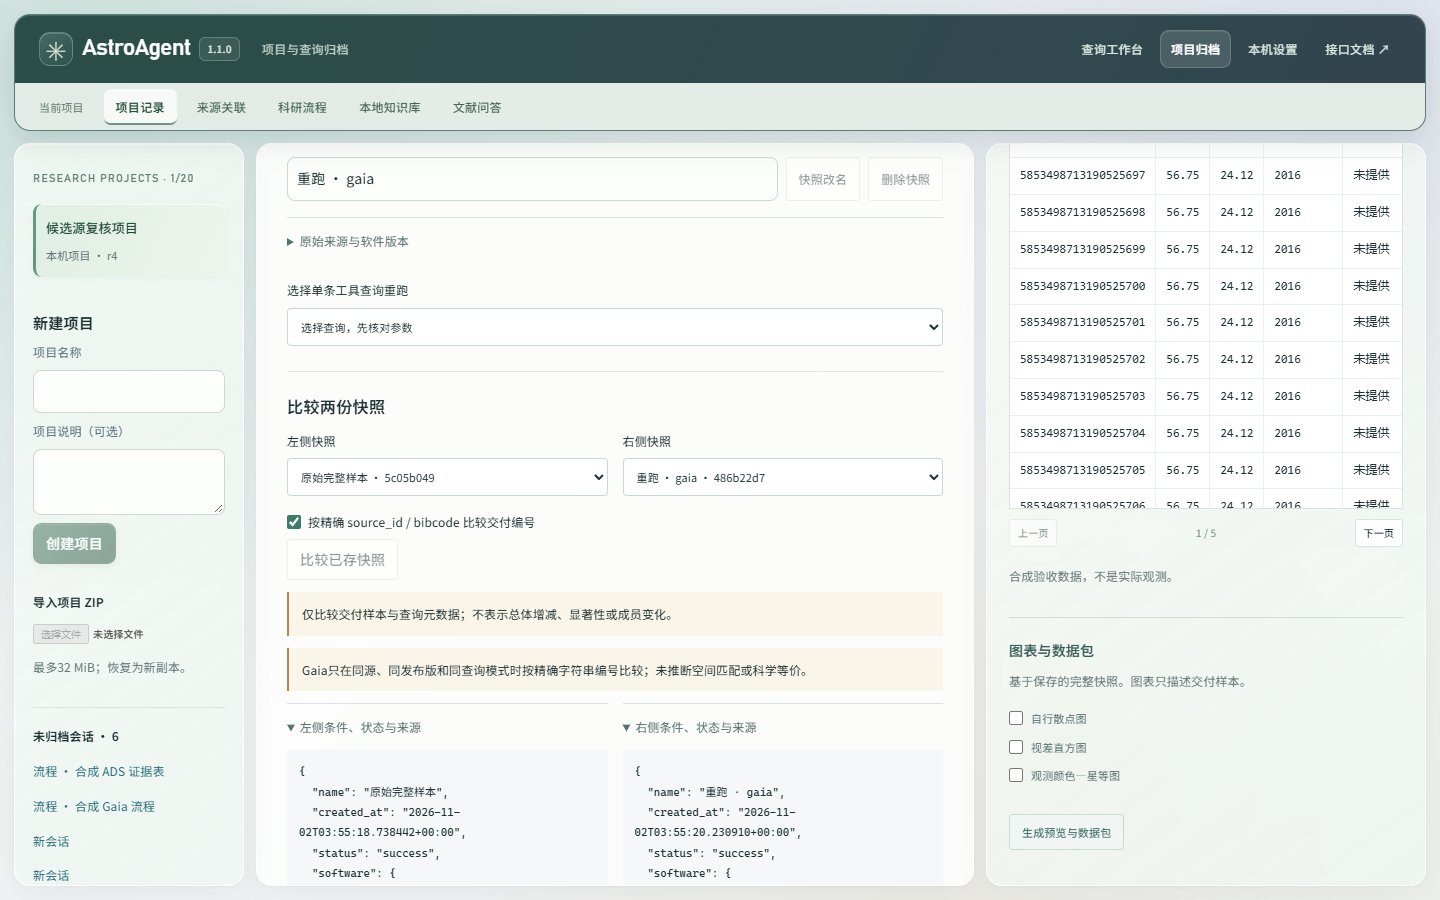 AstroAgent 1.1.0 项目与查询归档 查询工作台 项目归档 本机设置 接口文档 ↗
当前项目 项目记录 来源关联 科研流程 本地知识库 文献问答
RESEARCH PROJECTS · 1/20
候选源复核项目
本机项目 · r4
新建项目
项目名称
项目说明（可选）
创建项目
导入项目 ZIP
选择文件 未选择文件
最多32 MiB；恢复为新副本。
未归档会话 · 6
流程 · 合成 ADS 证据表
流程 · 合成 Gaia 流程
新会话
新会话
重跑 · gaia 快照改名 删除快照
原始来源与软件版本
选择单条工具查询重跑
选择查询，先核对参数
比较两份快照
左侧快照 右侧快照
原始完整样本 · 5c05b049 重跑 · gaia · 486b22d7
按精确 source_id / bibcode 比较交付编号
比较已存快照
仅比较交付样本与查询元数据；不表示总体增减、显著性或成员变化。
Gaia只在同源、同发布版和同查询模式时按精确字符串编号比较；未推断空间匹配或科学等价。
左侧条件、状态与来源
{
"name": "原始完整样本",
"created_at": "2026-11-
02T03:55:18.738442+00:00",
"status": "success",
"software": {
右侧条件、状态与来源
{
"name": "重跑 · gaia",
"created_at": "2026-11-
02T03:55:20.230910+00:00",
"status": "success",
"software": {
5853498713190525697 56.75 24.12 2016 未提供
5853498713190525698 56.75 24.12 2016 未提供
5853498713190525699 56.75 24.12 2016 未提供
5853498713190525700 56.75 24.12 2016 未提供
5853498713190525701 56.75 24.12 2016 未提供
5853498713190525702 56.75 24.12 2016 未提供
5853498713190525703 56.75 24.12 2016 未提供
5853498713190525704 56.75 24.12 2016 未提供
5853498713190525705 56.75 24.12 2016 未提供
5853498713190525706 56.75 24.12 2016 未提供
上一页 1 / 5 下一页
合成验收数据，不是实际观测。
图表与数据包
基于保存的完整快照。图表只描述交付样本。
自行散点图
视差直方图
观测颜色—星等图
生成预览与数据包